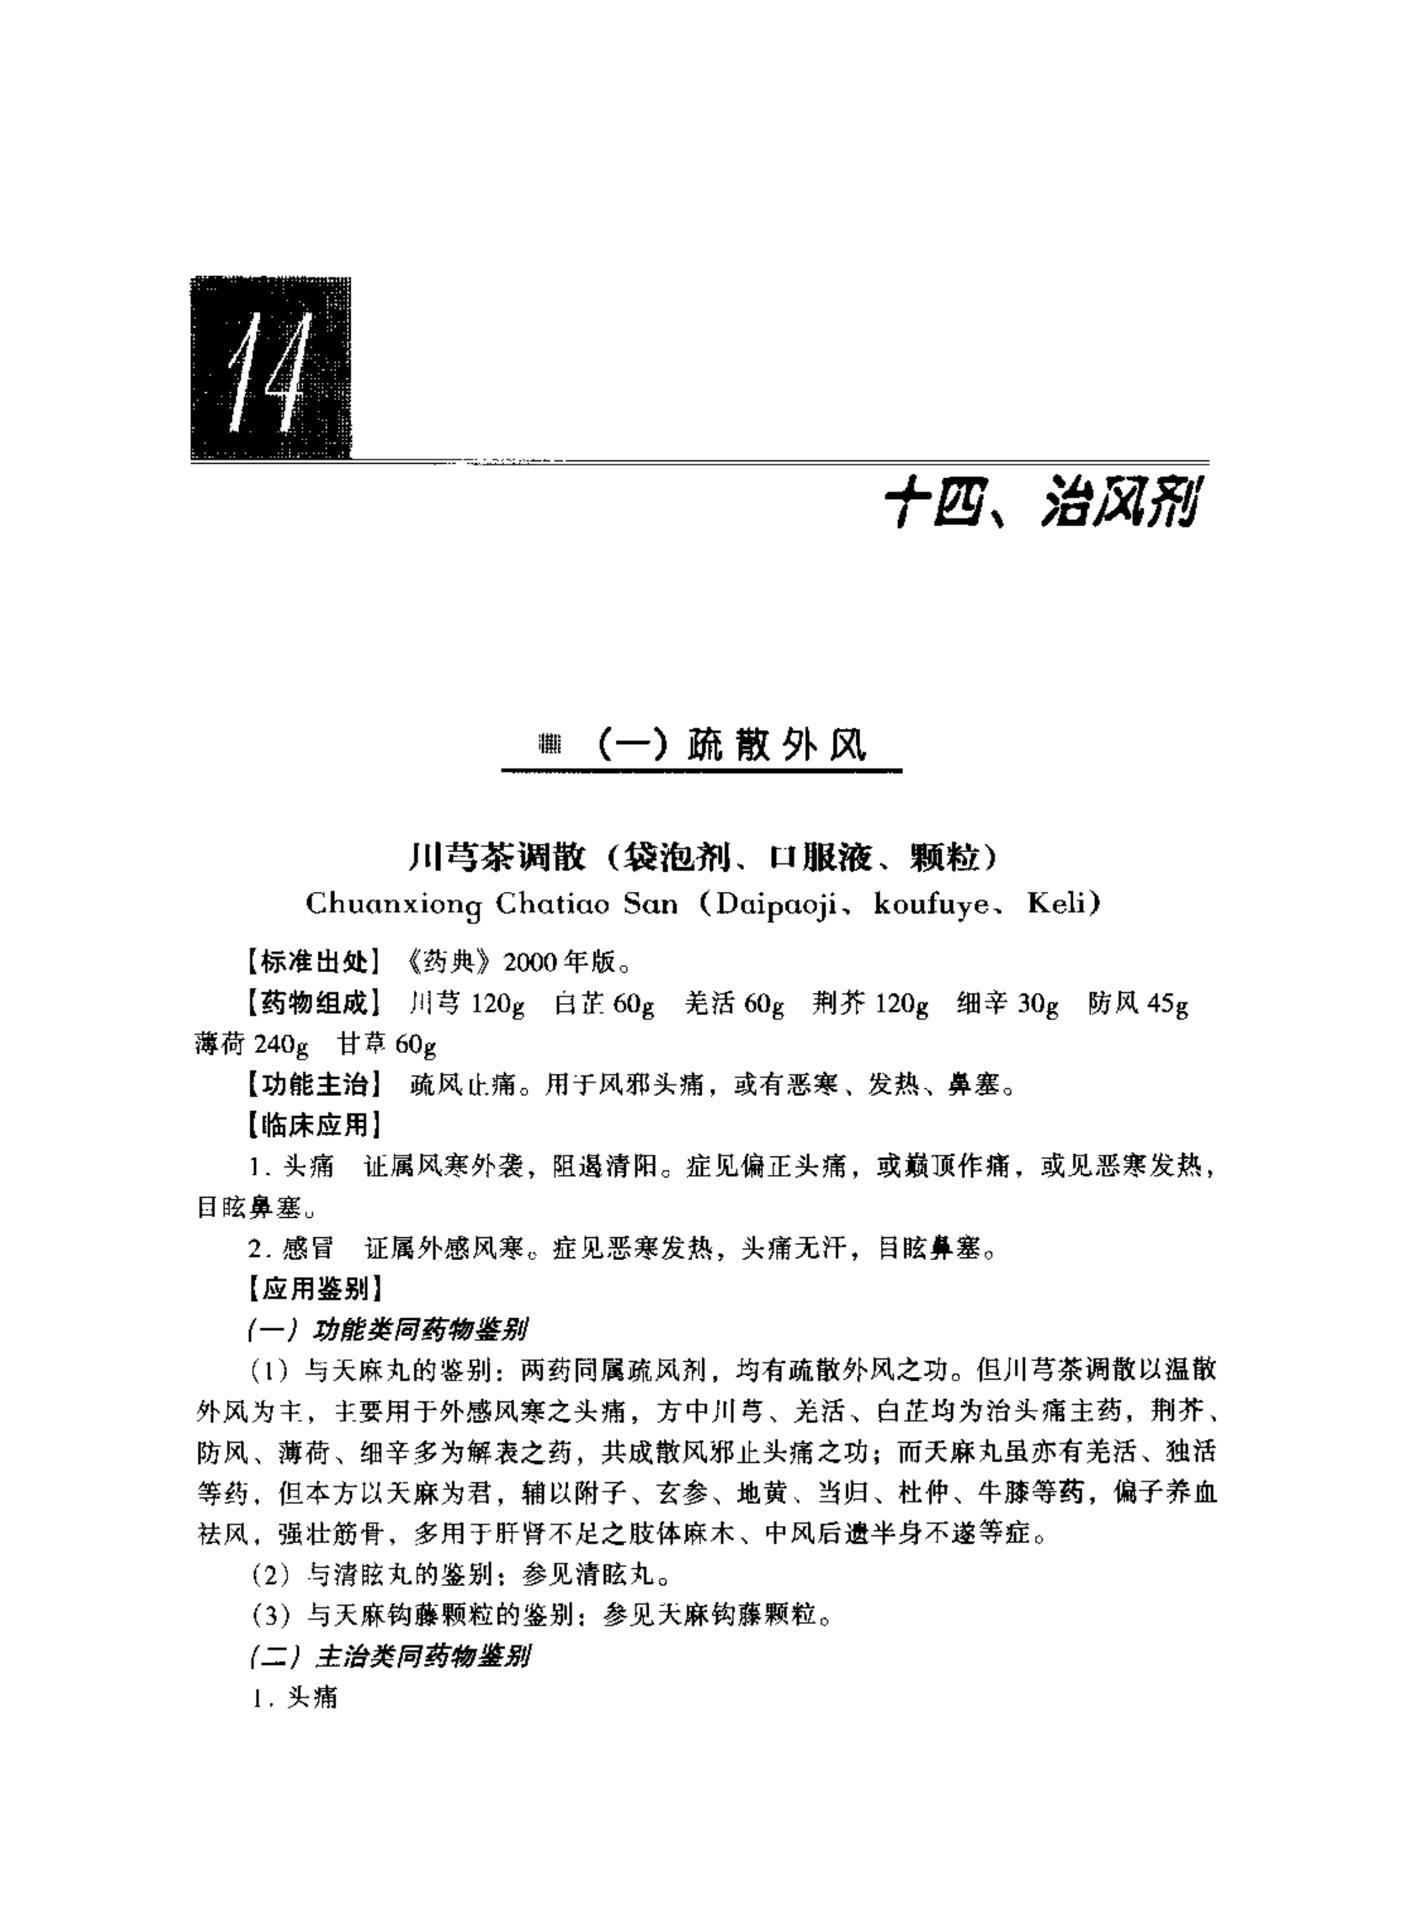 14
十四、治风剂
（一）疏散外风
川芎茶调散（袋泡剂、口服液、颗粒）
Chuanxiong Chatiao San（Daipaoji、koufuye、Keli）
【标准出处】《药典》2000年版。
【药物组成】 川芎 120g 白芷 60g 羌活 60g 荆芥 120g 细辛 30g 防风 45g
薄荷 240g 甘草 60g
【功能主治】 疏风止痛。用于风邪头痛，或有恶寒、发热、鼻塞。
【临床应用】
1. 头痛 证属风寒外袭，阻遏清阳。症见偏正头痛，或巅顶作痛，或见恶寒发热，
目眩鼻塞。
2. 感冒 证属外感风寒。症见恶寒发热，头痛无汗，目眩鼻塞。
【应用鉴别】
（一）功能类同药物鉴别
（1）与天麻丸的鉴别：两药同属疏风剂，均有疏散外风之功。但川芎茶调散以温散
外风为主，主要用于外感风寒之头痛，方中川芎、羌活、白芷均为治头痛主药，荆芥、
防风、薄荷、细辛多为解表之药，共成散风邪止头痛之功；而天麻丸虽亦有羌活、独活
等药，但本方以天麻为君，辅以附子、玄参、地黄、当归、杜仲、牛膝等药，偏子养血
祛风，强壮筋骨，多用于肝肾不足之肢体麻木、中风后遗半身不遂等症。
（2）与清眩丸的鉴别：参见清眩丸。
（3）与天麻钩藤颗粒的鉴别：参见天麻钩藤颗粒。
（二）主治类同药物鉴别
1. 头痛